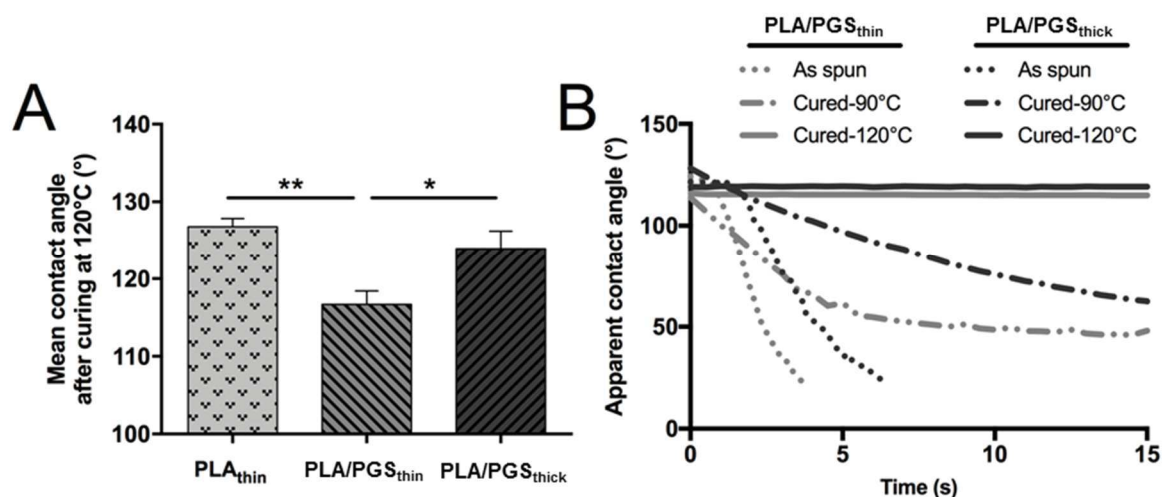 A
Mean contact angle
after curing at 120°C (°)
140
130
120
110
100
**
*
PLAthin
PLA/PGSthin
PLA/PGSthick
B
PLA/PGSthin
PLA/PGSthick
As spun
As spun
Cured-90°C
Cured-90°C
Cured-120°C
Cured-120°C
Apparent contact angle (°)
150
100
50
0
0
5
10
15
Time (s)